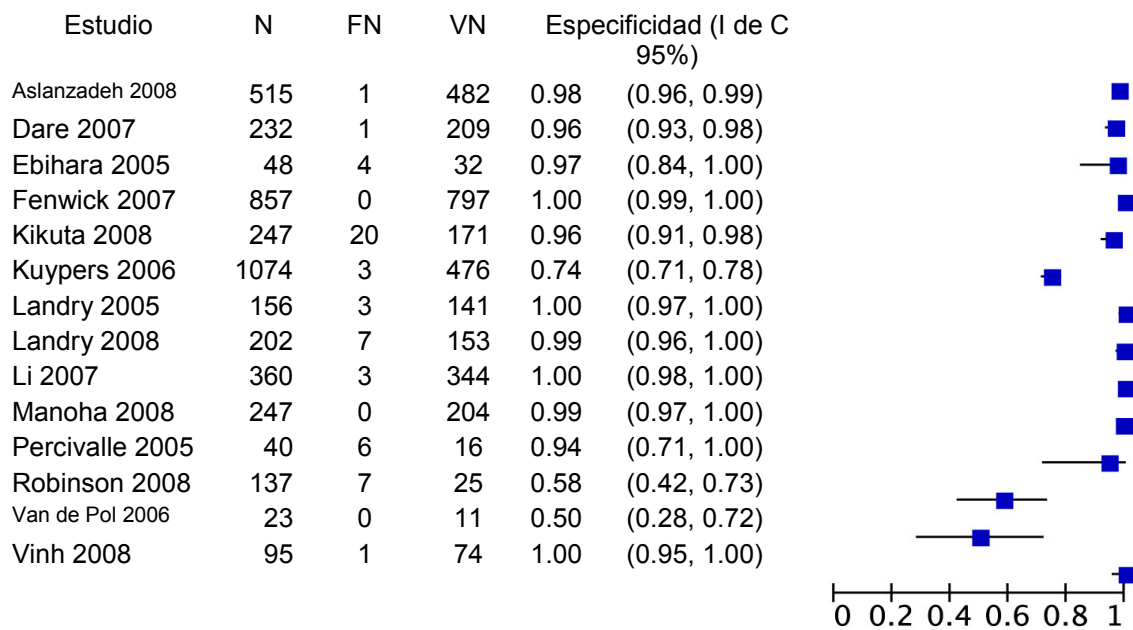 Estudio N FN VN Especificidad (I de C
95%)
Aslanzadeh 2008 515 1 482 0.98 (0.96, 0.99)
Dare 2007 232 1 209 0.96 (0.93, 0.98)
Ebihara 2005 48 4 32 0.97 (0.84, 1.00)
Fenwick 2007 857 0 797 1.00 (0.99, 1.00)
Kikuta 2008 247 20 171 0.96 (0.91, 0.98)
Kuypers 2006 1074 3 476 0.74 (0.71, 0.78)
Landry 2005 156 3 141 1.00 (0.97, 1.00)
Landry 2008 202 7 153 0.99 (0.96, 1.00)
Li 2007 360 3 344 1.00 (0.98, 1.00)
Manoha 2008 247 0 204 0.99 (0.97, 1.00)
Percivalle 2005 40 6 16 0.94 (0.71, 1.00)
Robinson 2008 137 7 25 0.58 (0.42, 0.73)
Van de Pol 2006 23 0 11 0.50 (0.28, 0.72)
Vinh 2008 95 1 74 1.00 (0.95, 1.00)
0 0.2 0.4 0.6 0.8 1